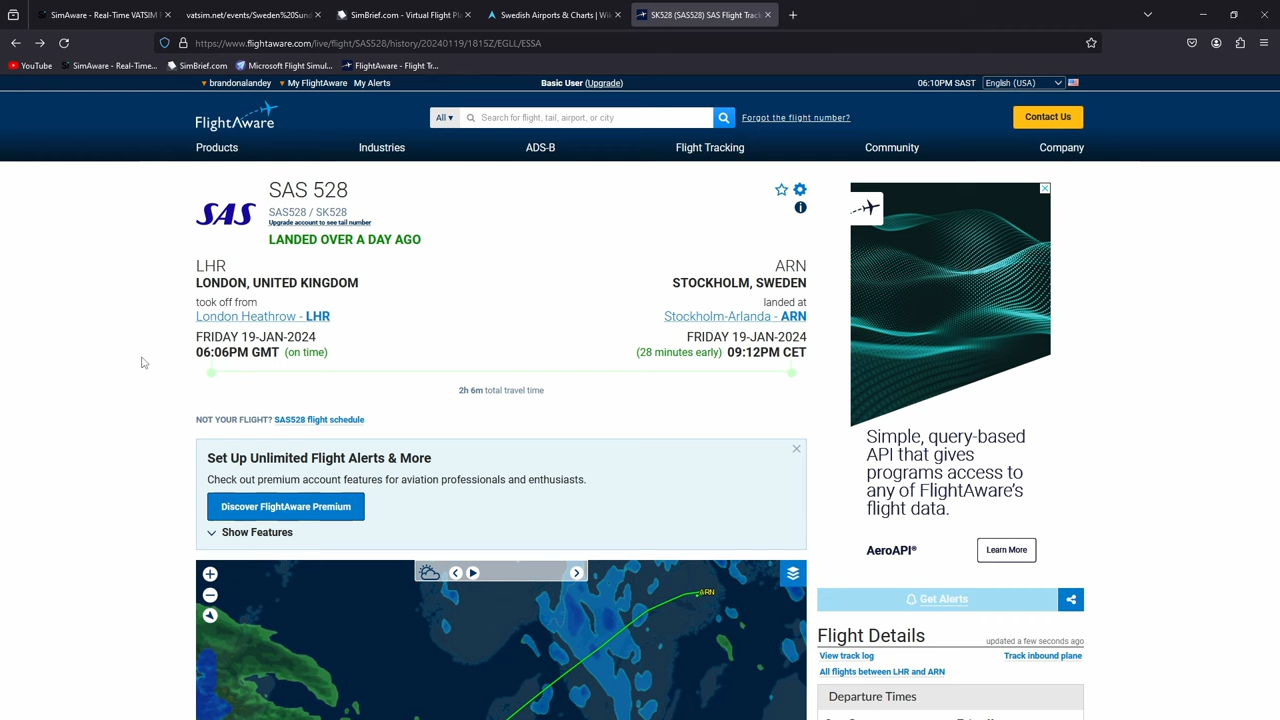 SimAware - Real-Time VATSIM F
vatsim.net/events/Sweden%20Sund
SimBrief.com - Virtual Flight Pl
Swedish Airports & Charts | Wi
SK528 (SAS528) SAS Flight Trac
https://www.flightaware.com/live/flight/SAS528/history/20240119/1815Z/EGLL/ESSA
YouTube
SimAware - Real-Time...
SimBrief.com
Microsoft Flight Simul...
FlightAware - Flight Tr...
brandonalandey
My FlightAware
My Alerts
Basic User (Upgrade)
06:10PM SAST
English (USA)
FlightAware
All
Search for flight, tail, airport, or city
Forgot the flight number?
Contact Us
Products
Industries
ADS-B
Flight Tracking
Community
Company
SAS
SAS 528
SAS528 / SK528
Upgrade account to see tail number
LANDED OVER A DAY AGO
LHR
ARN
LONDON, UNITED KINGDOM
STOCKHOLM, SWEDEN
took off from
landed at
London Heathrow - LHR
Stockholm-Arlanda - ARN
FRIDAY 19-JAN-2024
FRIDAY 19-JAN-2024
06:06PM GMT (on time)
(28 minutes early) 09:12PM CET
2h 6m total travel time
NOT YOUR FLIGHT? SAS528 flight schedule
Set Up Unlimited Flight Alerts & More
Check out premium account features for aviation professionals and enthusiasts.
Discover FlightAware Premium
Show Features
ARN
Simple, query-based
API that gives
programs access to
any of FlightAware's
flight data.
AeroAPI®
Learn More
Get Alerts
Flight Details
updated a few seconds ago
View track log
Track inbound plane
All flights between LHR and ARN
Departure Times